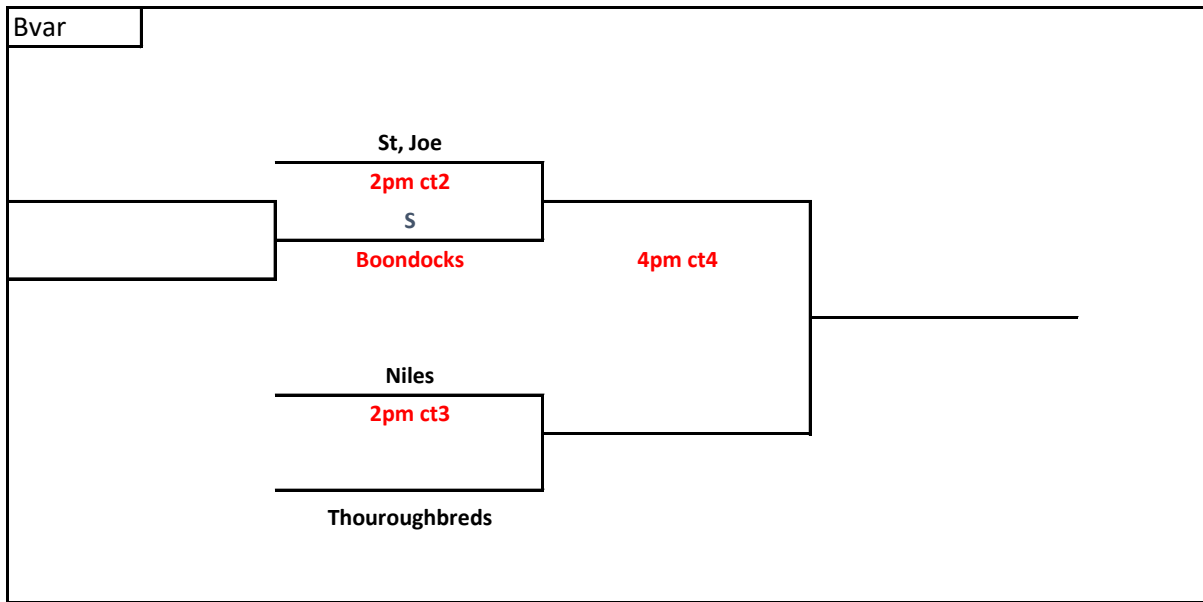 Bvar
St, Joe
2pm ct2
S
Boondocks
4pm ct4
Niles
2pm ct3
Thouroughbreds